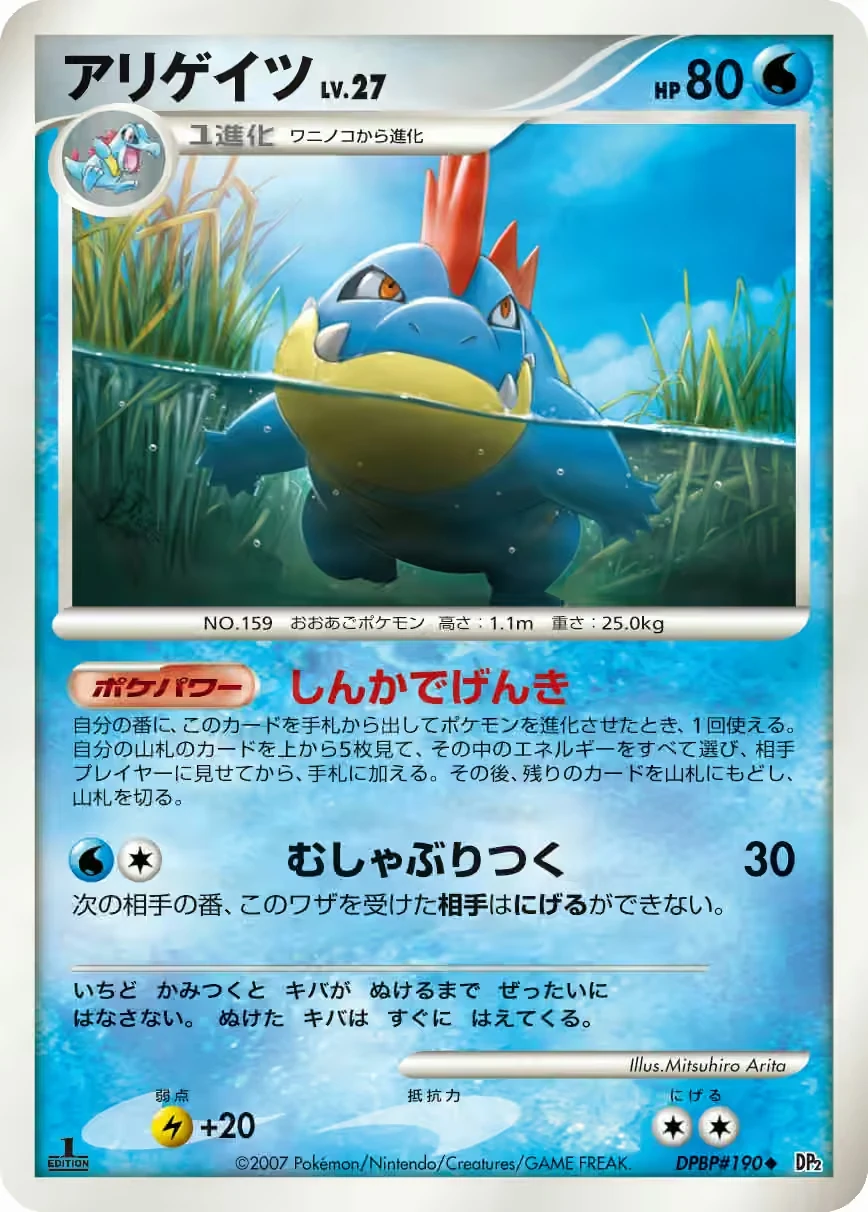 アリゲイツ LV.27 HP 80
1進化 ワニノコから進化
NO.159 おおあごポケモン 高さ:1.1m 重さ:25.0kg
ポケパワー しんかでげんき
自分の番に、このカードを手札から出してポケモンを進化させたとき、1回使える。
自分の山札のカードを上から5枚見て、その中のエネルギーをすべて選び、相手
プレイヤーに見せてから、手札に加える。その後、残りのカードを山札にもどし、
山札を切る。
むしゃぶりつく 30
次の相手の番、このワザを受けた相手はにげるができない。
いちど かみつくと キバが ぬけるまで ぜったいに
はなさない。 ぬけた キバは すぐに はえてくる。
Illus.Mitsuhiro Arita
弱点 抵抗力 にげる
+20
1 EDITION ©2007 Pokémon/Nintendo/Creatures/GAME FREAK. DPBP#190◆ DP2